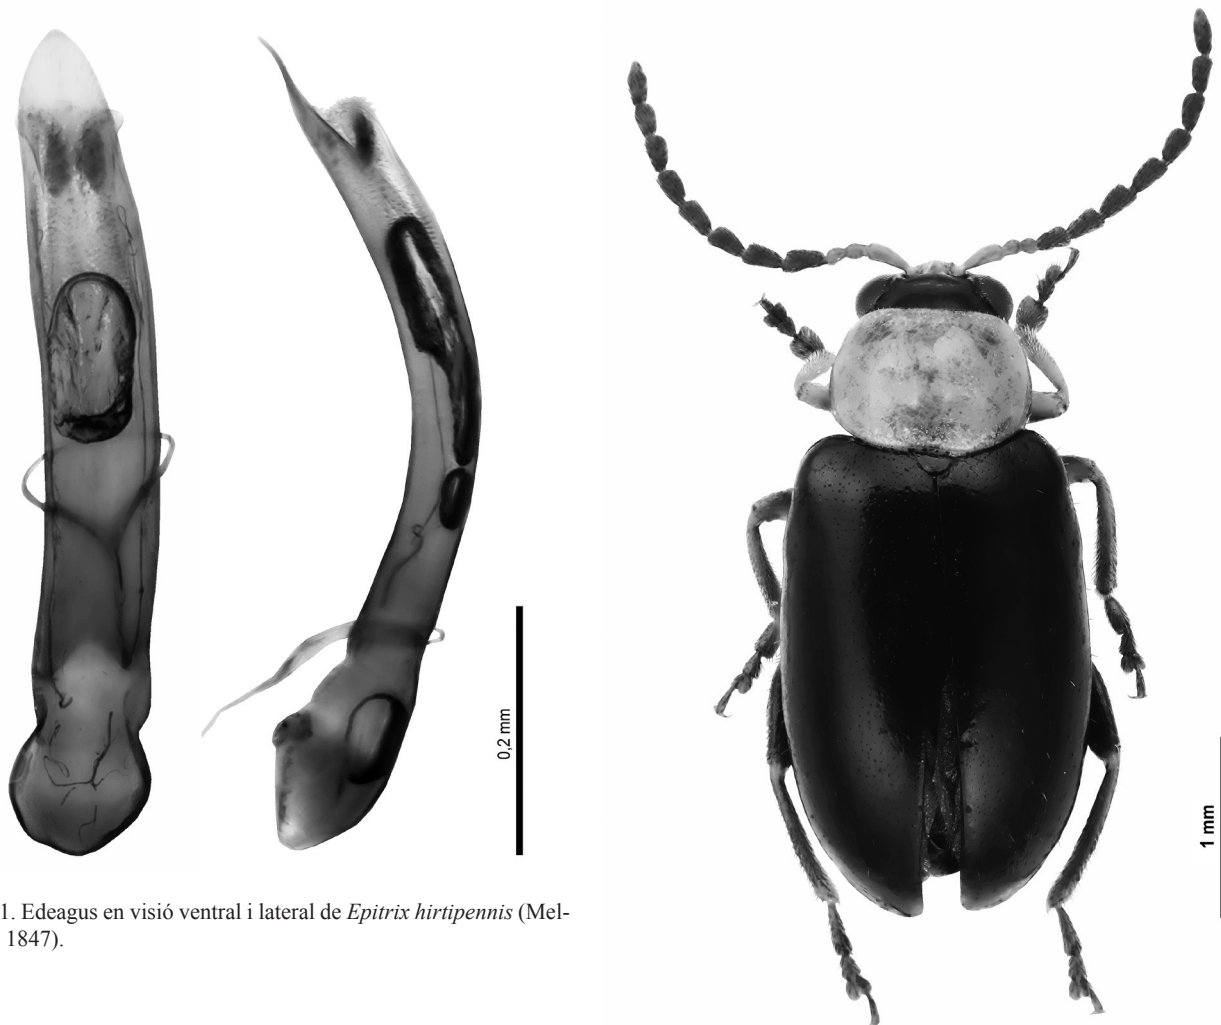 0,2 mm
1 mm
1. Edeagus en visió ventral i lateral de Epitrix hirtipennis (Mel-
1847).